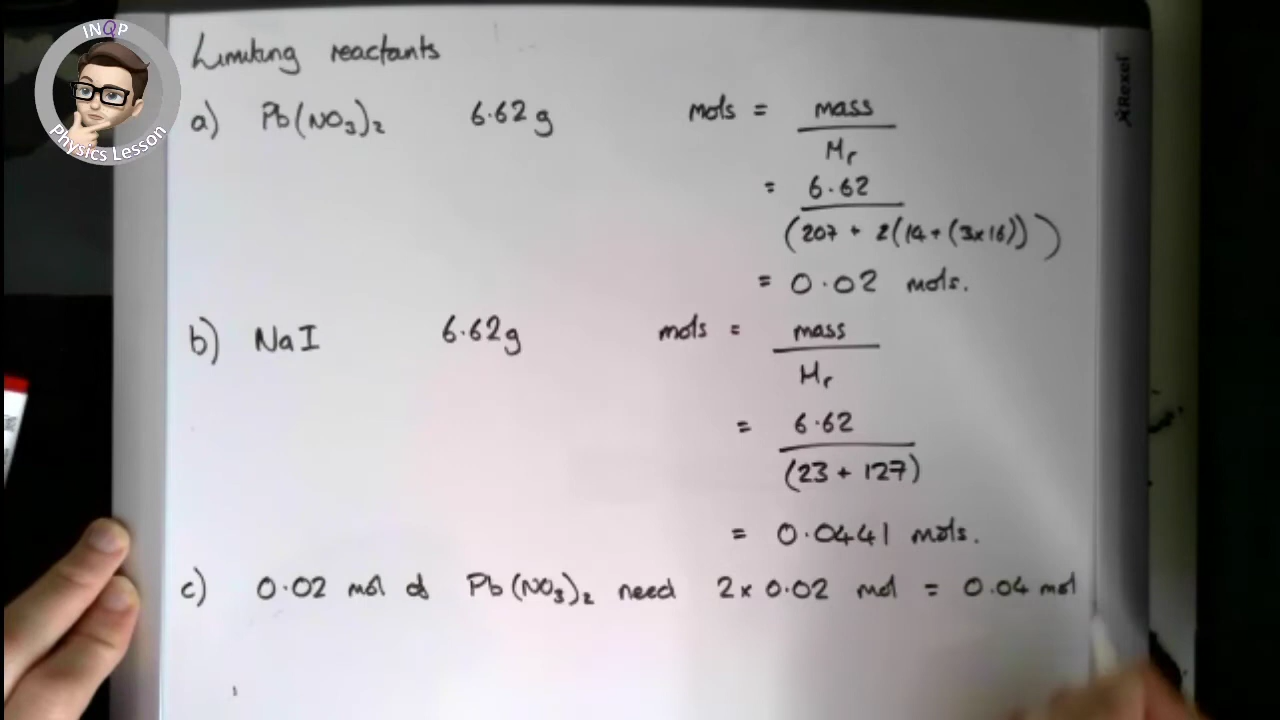 INQP
Physics Lesson
Rexel
Limiting reactants
a) Pb(NO₃)₂ 6.62g mols = mass
Mᵣ
= 6.62
(207 + 2(14 + (3x16)))
= 0.02 mols.
b) NaI 6.62g mols = mass
Mᵣ
= 6.62
(23 + 127)
= 0.0441 mols.
c) 0.02 mol of Pb(NO₃)₂ need 2 x 0.02 mol = 0.04 mol